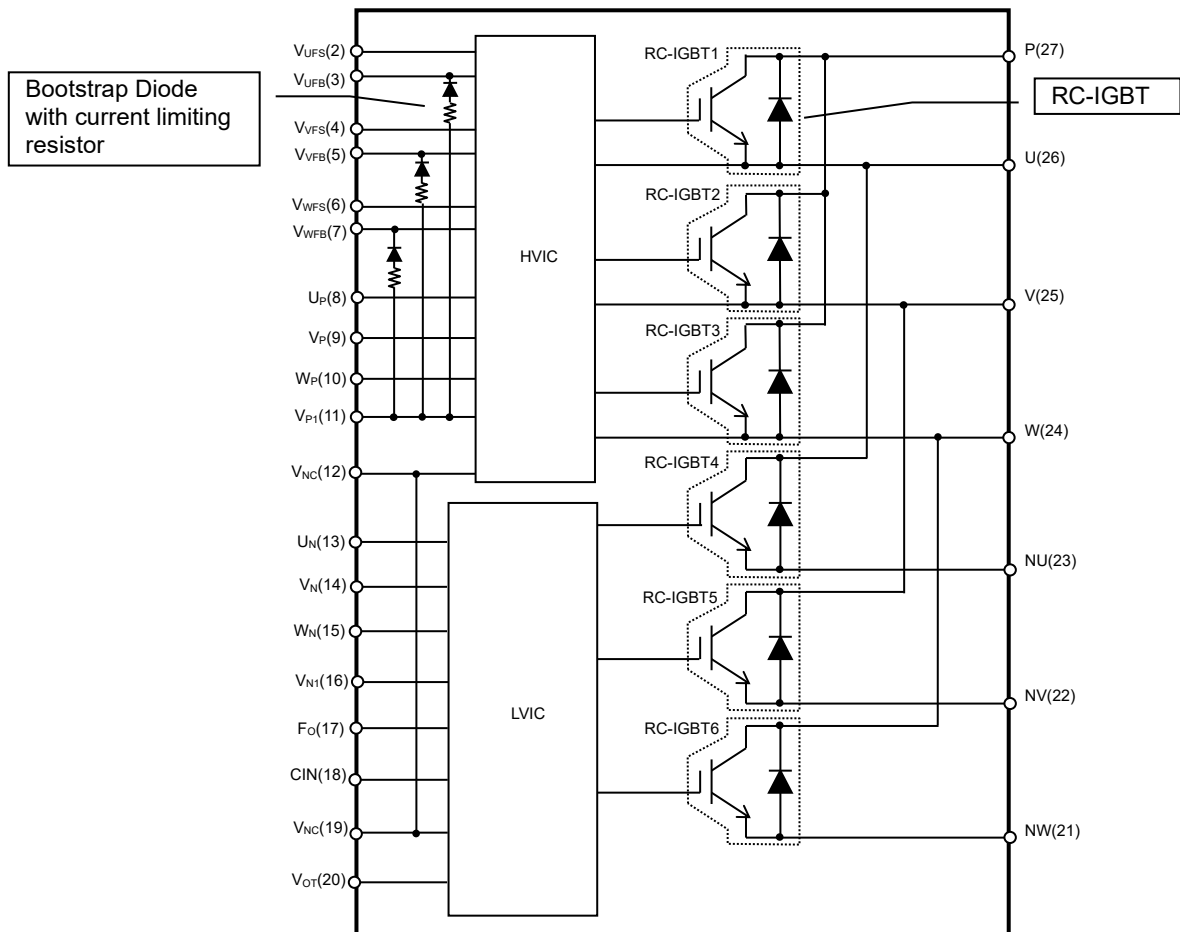 Bootstrap Diode
with current limiting
resistor
VUFS(2)
VUFB(3)
VVFS(4)
VVFB(5)
VWFS(6)
VWFB(7)
UP(8)
VP(9)
WP(10)
VP1(11)
VNC(12)
UN(13)
VN(14)
WN(15)
VN1(16)
FO(17)
CIN(18)
VNC(19)
VOT(20)
HVIC
LVIC
RC-IGBT1
RC-IGBT2
RC-IGBT3
RC-IGBT4
RC-IGBT5
RC-IGBT6
P(27)
RC-IGBT
U(26)
V(25)
W(24)
NU(23)
NV(22)
NW(21)